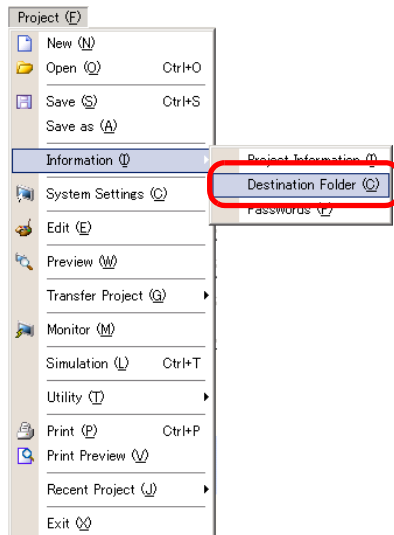 Project (F)
New (N)
Open (O) Ctrl+O
Save (S) Ctrl+S
Save as (A)
Information (I)
Project Information (I)
Destination Folder (C)
Passwords (P)
System Settings (C)
Edit (E)
Preview (W)
Transfer Project (G)
Monitor (M)
Simulation (L) Ctrl+T
Utility (T)
Print (P) Ctrl+P
Print Preview (V)
Recent Project (J)
Exit (X)